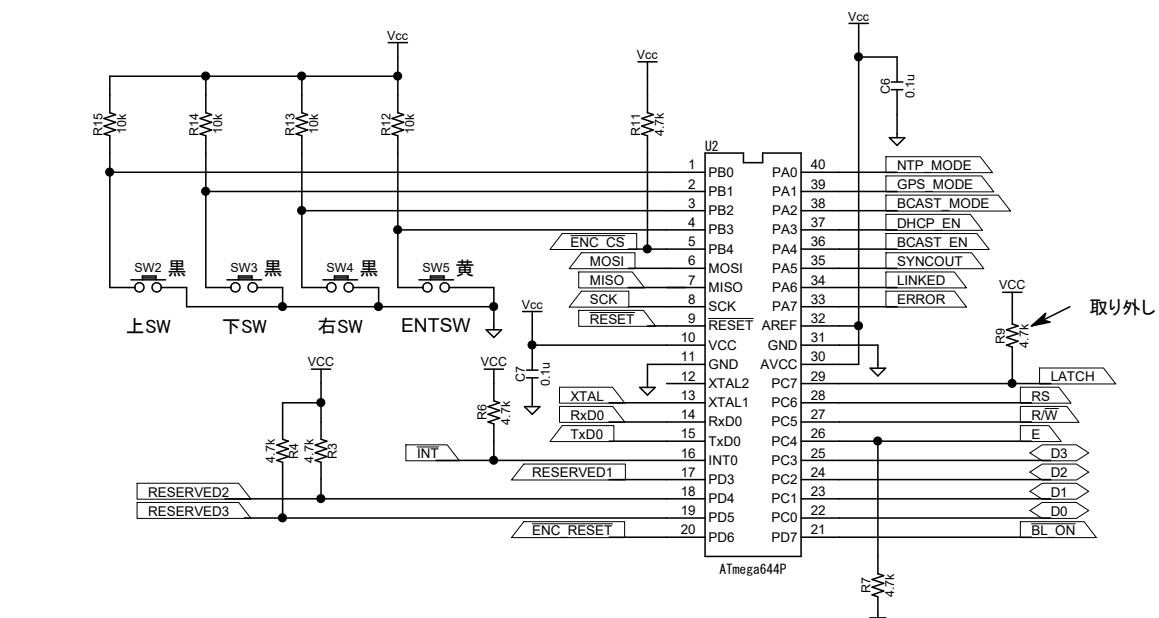 Vcc
Vcc
Vcc
R15
10k
R14
10k
R13
10k
R12
10k
R11
4.7k
C6
0.1u
U2
1 PB0 PA0 40 NTP_MODE
2 PB1 PA1 39 GPS_MODE
3 PB2 PA2 38 BCAST_MODE
4 PB3 PA3 37 DHCP_EN
ENC_CS 5 PB4 PA4 36 BCAST_EN
MOSI 6 MOSI PA5 35 SYNCOUT
MISO 7 MISO PA6 34 LINKED
SCK 8 SCK PA7 33 ERROR
RESET 9 RESET AREF 32
10 VCC GND 31
11 GND AVCC 30
12 XTAL2 PC7 29 LATCH
XTAL 13 XTAL1 PC6 28 RS
RxD0 14 RxD0 PC5 27 R/W
TxD0 15 TxD0 PC4 26 E
INT 16 INT0 PC3 25 D3
RESERVED1 17 PD3 PC2 24 D2
RESERVED2 18 PD4 PC1 23 D1
RESERVED3 19 PD5 PC0 22 D0
ENC_RESET 20 PD6 PD7 21 BL_ON
ATmega644P
SW2 黒
SW3 黒
SW4 黒
SW5 黄
上SW
下SW
右SW
ENTSW
Vcc
C7
0.1u
VCC
R9
4.7k
取り外し
VCC
R4
4.7k
R3
4.7k
VCC
R6
4.7k
R7
4.7k